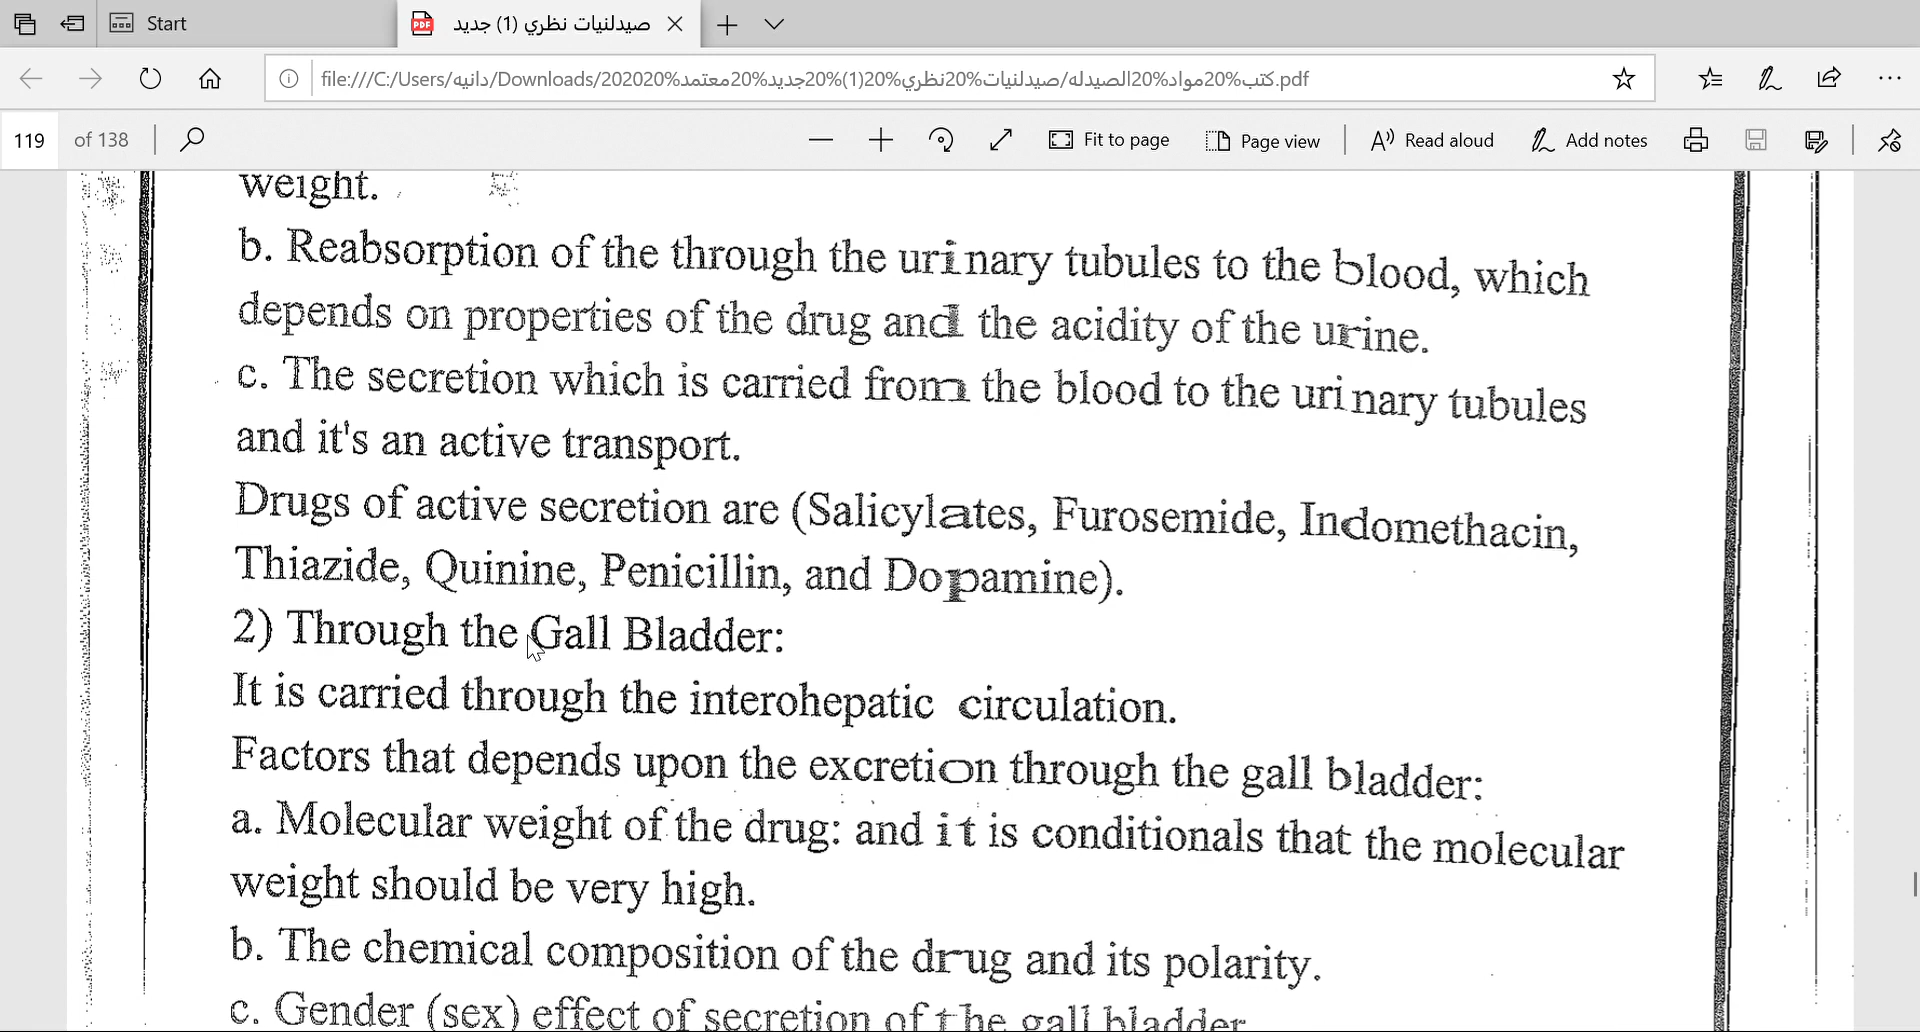 Start
صيدلنيات نظري (1) جديد
file:///C:/Users/دانيه/Downloads/202020%كتب%20مواد%20الصيدله/صيدلنيات%20نظري%20(1)%20جديد%20معتمد.pdf
119 of 138
Fit to page
Page view
Read aloud
Add notes
weight.
b. Reabsorption of the through the urinary tubules to the blood, which
depends on properties of the drug and the acidity of the urine.
c. The secretion which is carried from the blood to the urinary tubules
and it's an active transport.
Drugs of active secretion are (Salicylates, Furosemide, Indomethacin,
Thiazide, Quinine, Penicillin, and Dopamine).
2) Through the Gall Bladder:
It is carried through the interohepatic circulation.
Factors that depends upon the excretion through the gall bladder:
a. Molecular weight of the drug: and it is conditionals that the molecular
weight should be very high.
b. The chemical composition of the drug and its polarity.
c. Gender (sex) effect of secretion of the gall bladder